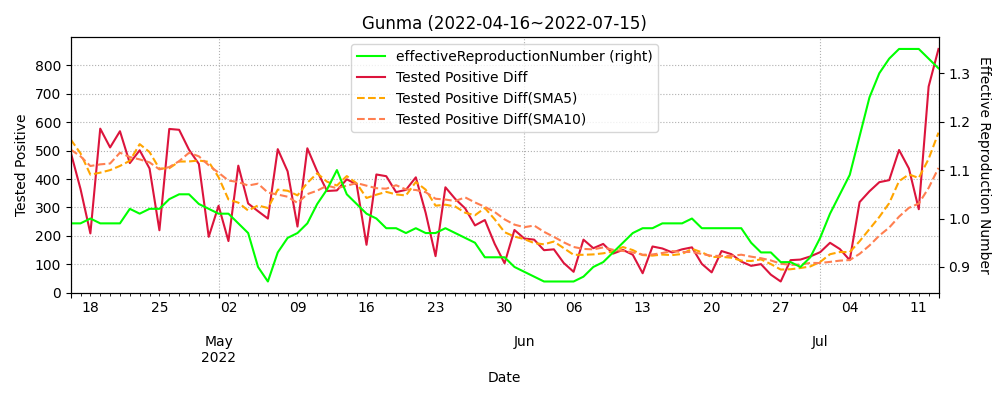 Gunma (2022-04-16~2022-07-15)
effectiveReproductionNumber (right)
Tested Positive Diff
Tested Positive Diff(SMA5)
Tested Positive Diff(SMA10)
Tested Positive
800
700
600
500
400
300
200
100
0
Effective Reproduction Number
1.3
1.2
1.1
1.0
0.9
18 25 02 09 16 23 30 06 13 20 27 04 11
May Jun Jul
2022
Date